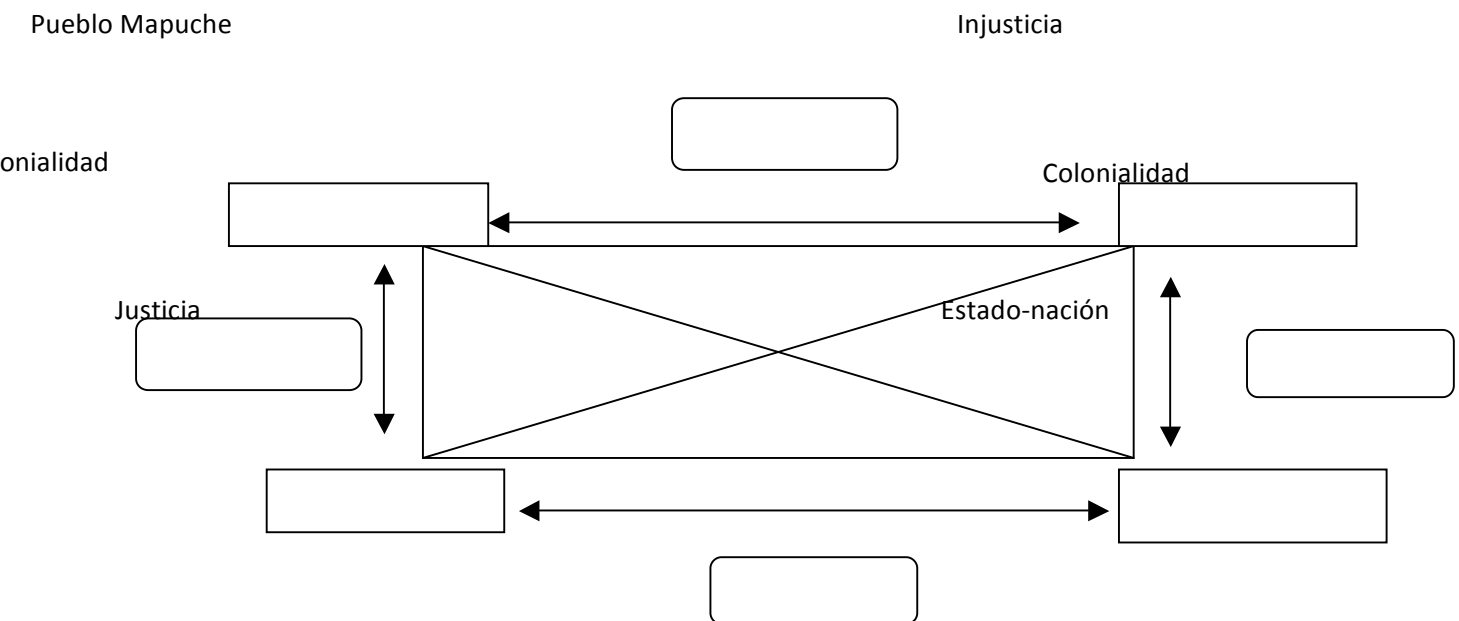 Pueblo Mapuche
Injusticia
onialidad
Colonialidad
Justicia
Estado-nación